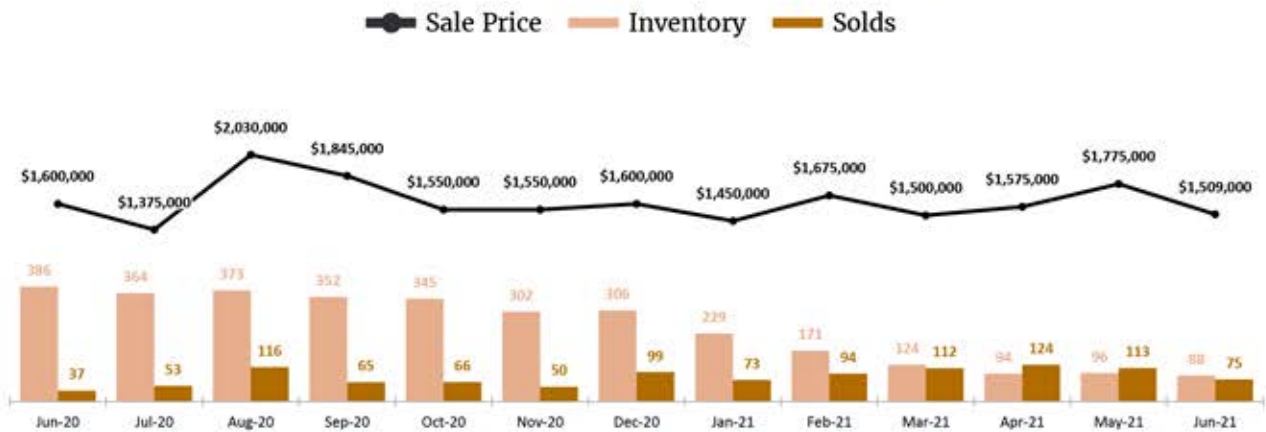 Sale Price Inventory Solds
$2,030,000
$1,845,000
$1,775,000
$1,675,000
$1,600,000 $1,550,000 $1,550,000 $1,600,000 $1,575,000
$1,375,000 $1,450,000 $1,500,000 $1,509,000
386 364 373 352 345 302 306 229 171 124 94 96 88
37 53 116 65 66 50 99 73 94 112 124 113 75
Jun-20 Jul-20 Aug-20 Sep-20 Oct-20 Nov-20 Dec-20 Jan-21 Feb-21 Mar-21 Apr-21 May-21 Jun-21